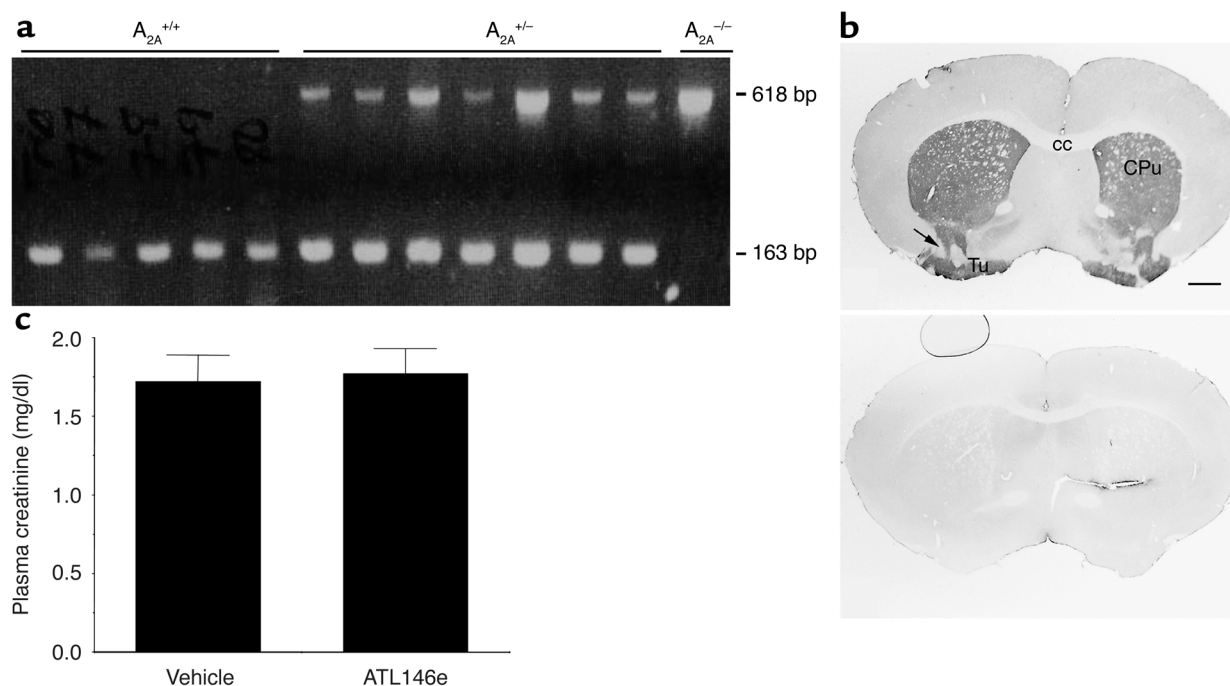 a
A2A+/+
A2A+/−
A2A−/−
618 bp
163 bp
b
cc
CPu
Tu
c
Plasma creatinine (mg/dl)
2.0
1.5
1.0
0.5
0.0
Vehicle
ATL146e